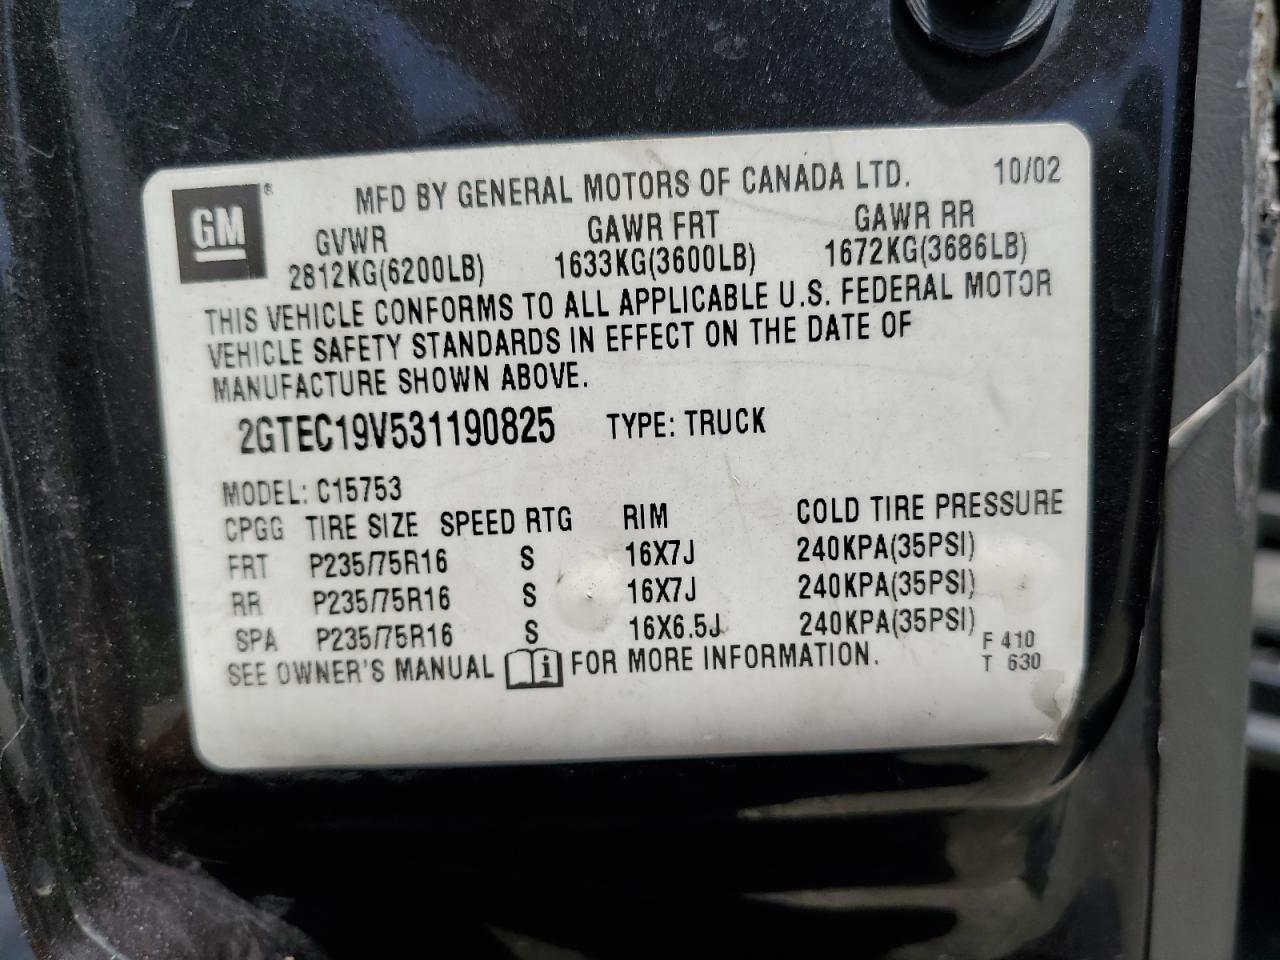 GM ® MFD BY GENERAL MOTORS OF CANADA LTD. 10/02
GVWR GAWR FRT GAWR RR
2812KG(6200LB) 1633KG(3600LB) 1672KG(3686LB)
THIS VEHICLE CONFORMS TO ALL APPLICABLE U.S. FEDERAL MOTOR
VEHICLE SAFETY STANDARDS IN EFFECT ON THE DATE OF
MANUFACTURE SHOWN ABOVE.
2GTEC19V531190825 TYPE: TRUCK
MODEL: C15753
CPGG TIRE SIZE SPEED RTG RIM COLD TIRE PRESSURE
FRT P235/75R16 S 16X7J 240KPA(35PSI)
RR P235/75R16 S 16X7J 240KPA(35PSI)
SPA P235/75R16 S 16X6.5J 240KPA(35PSI)
SEE OWNER'S MANUAL i FOR MORE INFORMATION.
F 410
T 630